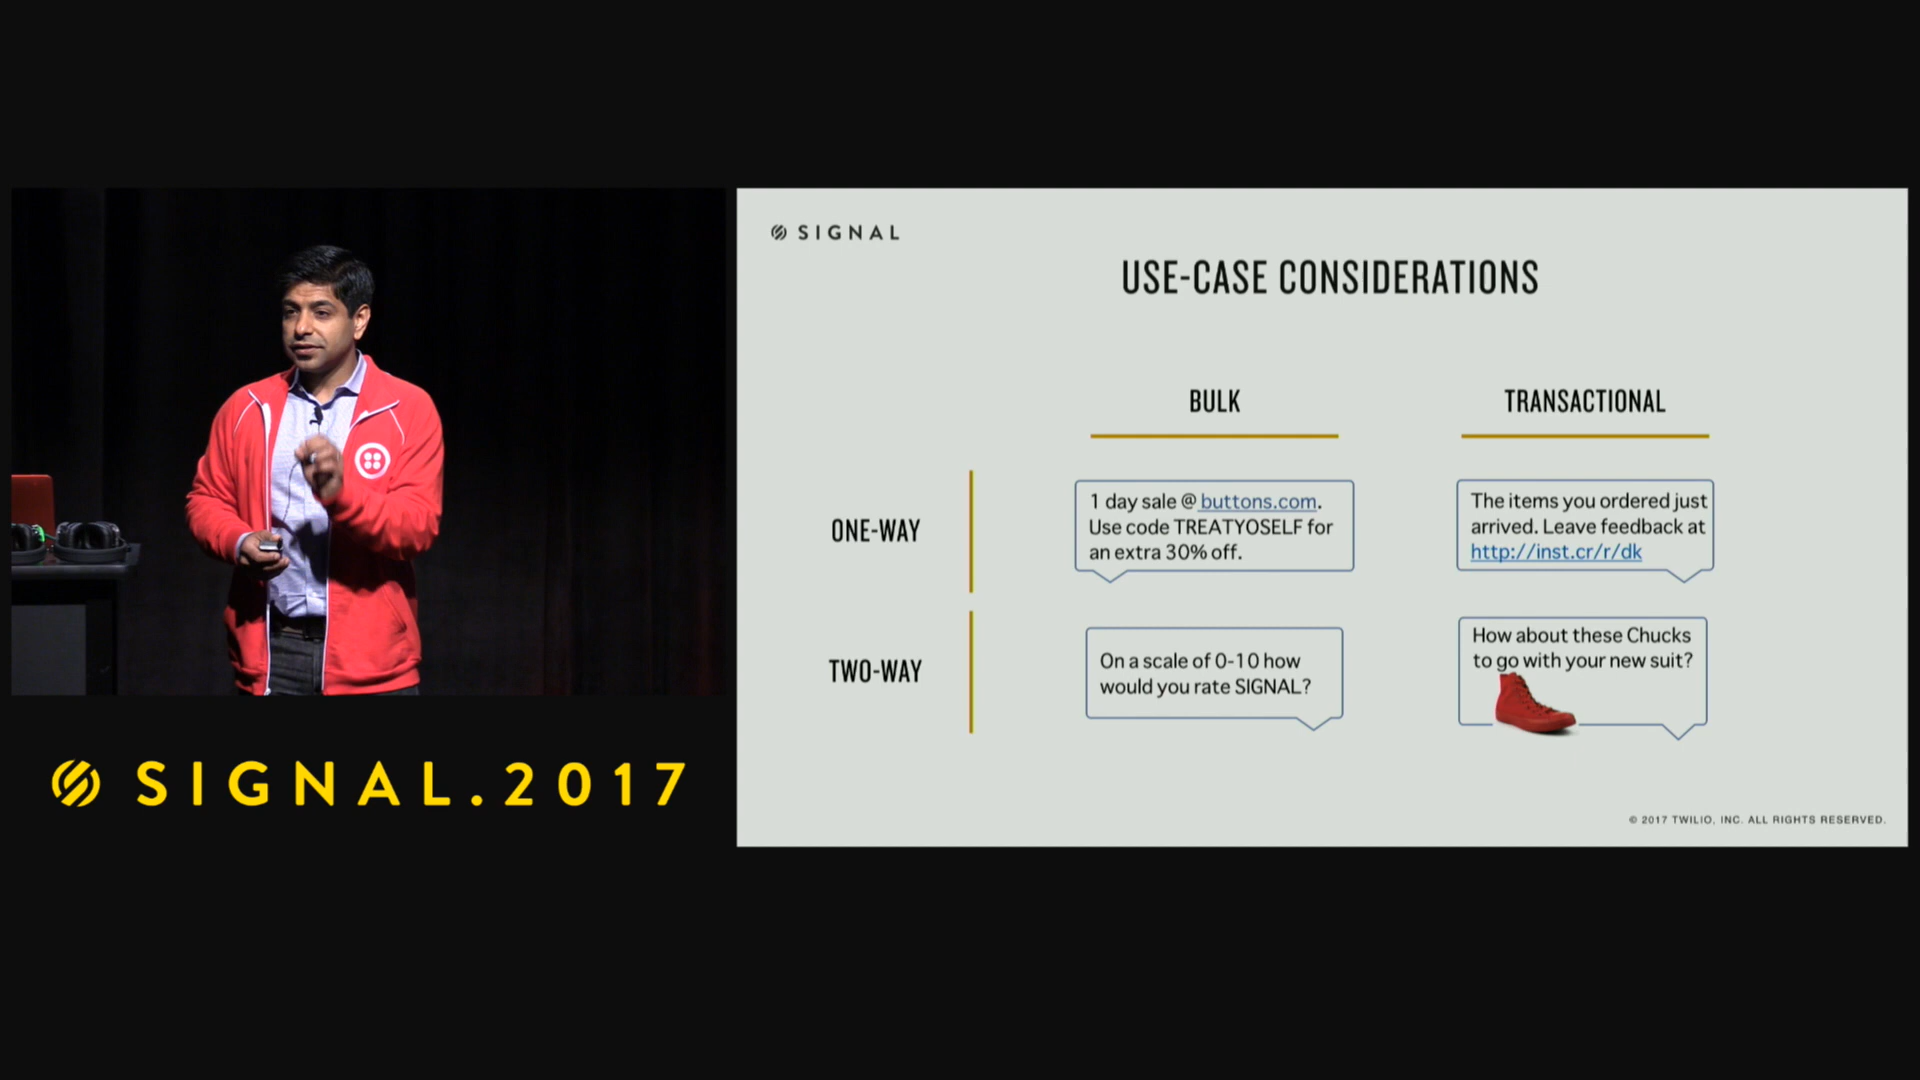 SIGNAL
USE-CASE CONSIDERATIONS
BULK
TRANSACTIONAL
ONE-WAY
1 day sale @ buttons.com.
Use code TREATYOSELF for
an extra 30% off.
The items you ordered just
arrived. Leave feedback at
http://inst.cr/r/dk
TWO-WAY
On a scale of 0-10 how
would you rate SIGNAL?
How about these Chucks
to go with your new suit?
© 2017 TWILIO, INC. ALL RIGHTS RESERVED.
SIGNAL.2017